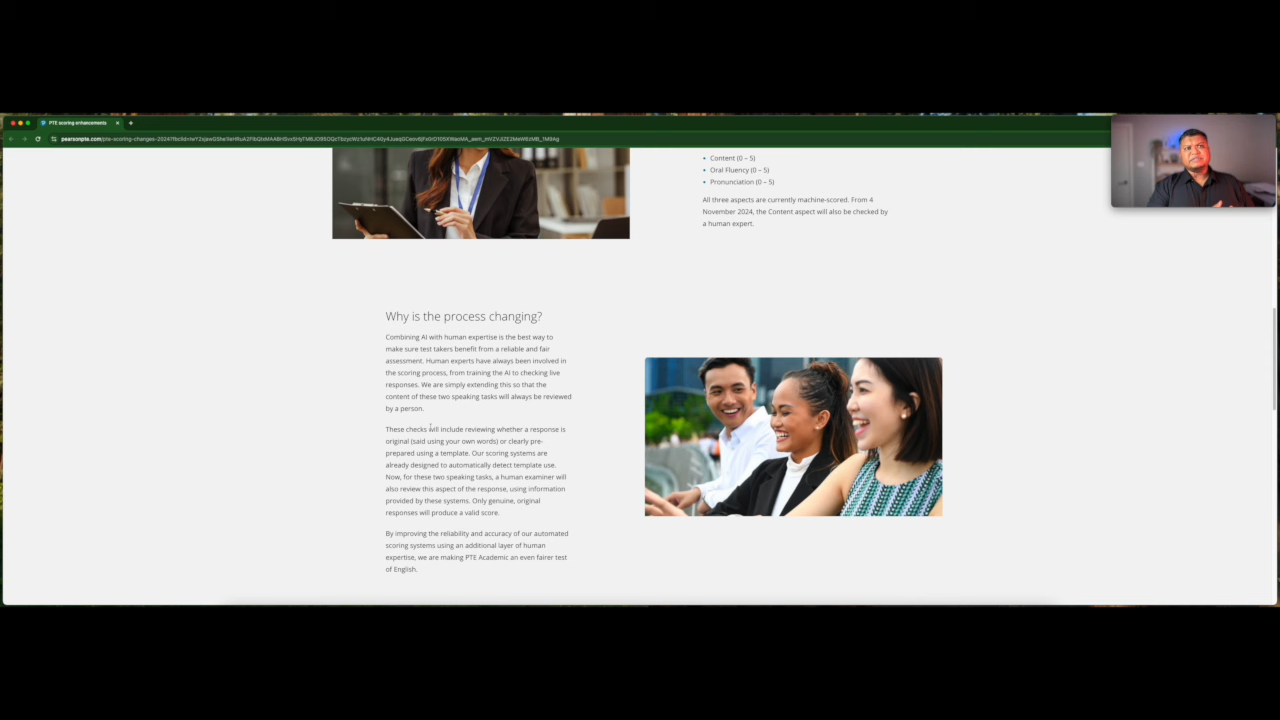 PTE scoring enhancements
Content (0 – 5)
Oral Fluency (0 – 5)
Pronunciation (0 – 5)
All three aspects are currently machine-scored. From 4
November 2024, the Content aspect will also be checked by
a human expert.
Why is the process changing?
Combining AI with human expertise is the best way to
make sure test takers benefit from a reliable and fair
assessment. Human experts have always been involved in
the scoring process, from training the AI to checking live
responses. We are simply extending this so that the
content of these two speaking tasks will always be reviewed
by a person.
These checks will include reviewing whether a response is
original (said using your own words) or clearly pre-
prepared using a template. Our scoring systems are
already designed to automatically detect template use.
Now, for these two speaking tasks, a human examiner will
also review this aspect of the response, using information
provided by these systems. Only genuine, original
responses will produce a valid score.
By improving the reliability and accuracy of our automated
scoring systems using an additional layer of human
expertise, we are making PTE Academic an even fairer test
of English.